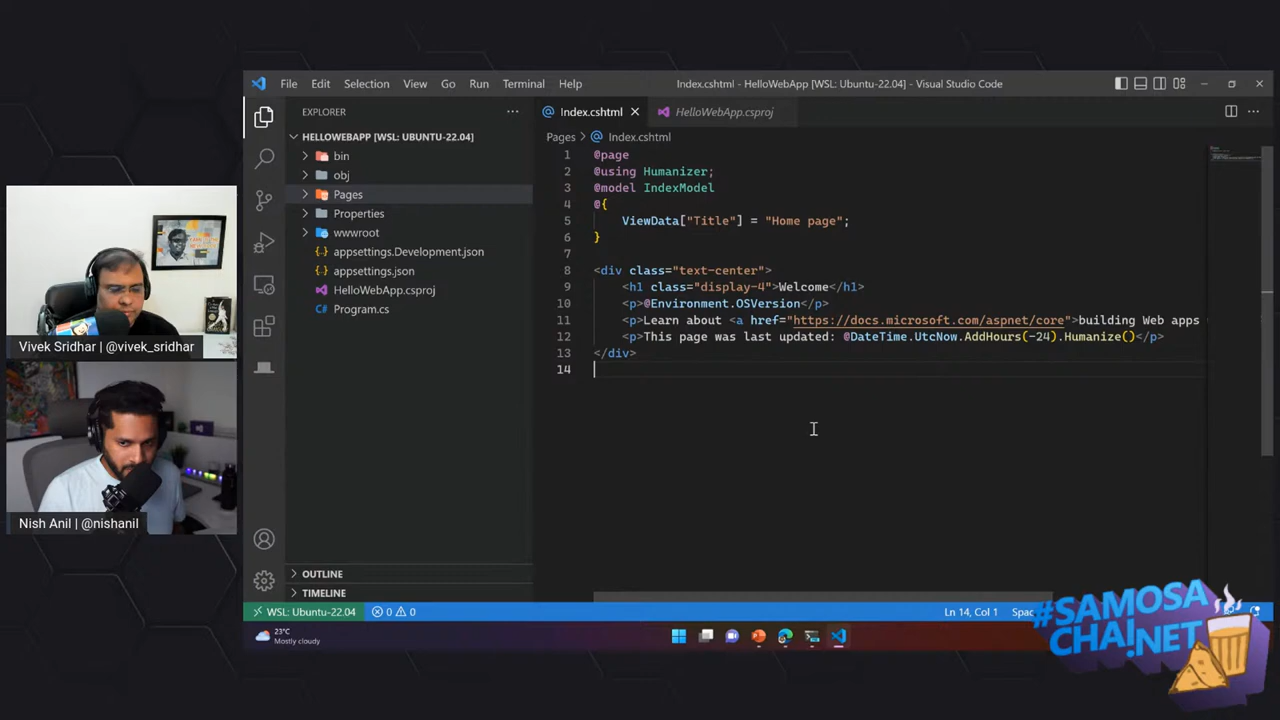 File Edit Selection View Go Run Terminal Help
Index.cshtml - HelloWebApp [WSL: Ubuntu-22.04] - Visual Studio Code
EXPLORER
HELLOWEBAPP [WSL: UBUNTU-22.04]
bin
obj
Pages
Properties
wwwroot
appsettings.Development.json
appsettings.json
HelloWebApp.csproj
C# Program.cs
OUTLINE
TIMELINE
Index.cshtml HelloWebApp.csproj
Pages > Index.cshtml
1 @page
2 @using Humanizer;
3 @model IndexModel
4 @{
5 ViewData["Title"] = "Home page";
6 }
7
8 <div class="text-center">
9 <h1 class="display-4">Welcome</h1>
10 <p>@Environment.OSVersion</p>
11 <p>Learn about <a href="https://docs.microsoft.com/aspnet/core">building Web apps
12 <p>This page was last updated: @DateTime.UtcNow.AddHours(-24).Humanize()</p>
13 </div>
14
Vivek Sridhar | @vivek_sridhar
Nish Anil | @nishanil
WSL: Ubuntu-22.04 0 0 Ln 14, Col 1 Spac
23°C
Mostly cloudy
#SAMOSA
CHAI.NET